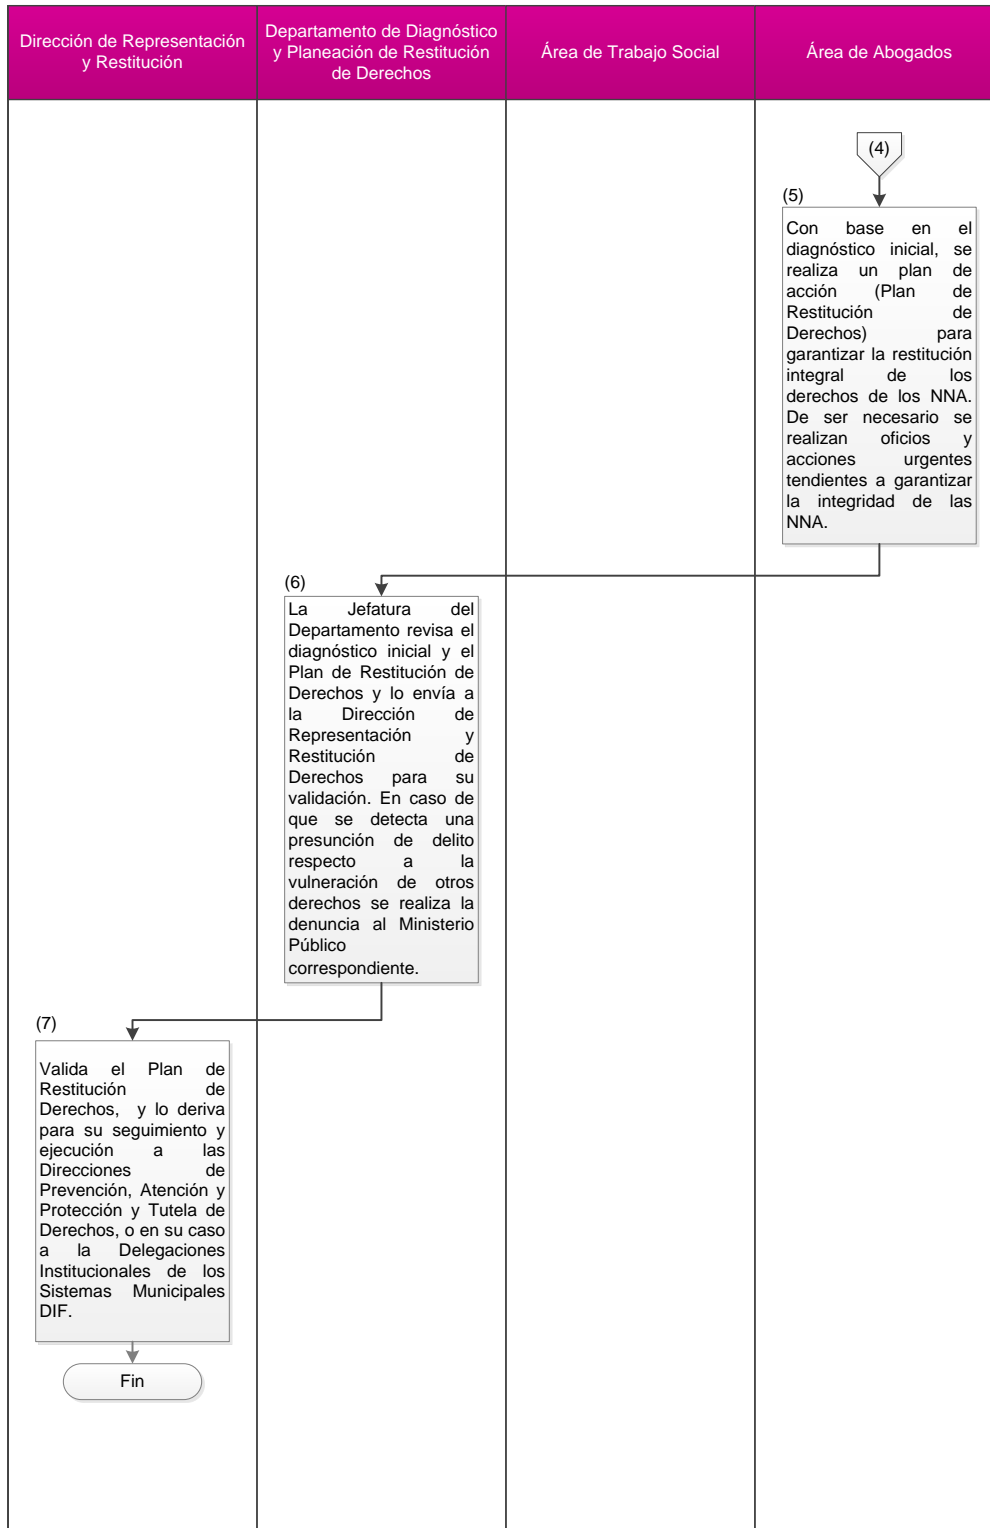 Dirección de Representación
y Restitución
Departamento de Diagnóstico
y Planeación de Restitución
de Derechos
Área de Trabajo Social
Área de Abogados
(4)
(5)
Con base en el
diagnóstico inicial, se
realiza un plan de
acción (Plan de
Restitución de
Derechos) para
garantizar la restitución
integral de los
derechos de los NNA.
De ser necesario se
realizan oficios y
acciones urgentes
tendientes a garantizar
la integridad de las
NNA.
(6)
La Jefatura del
Departamento revisa el
diagnóstico inicial y el
Plan de Restitución de
Derechos y lo envía a
la Dirección de
Representación y
Restitución de
Derechos para su
validación. En caso de
que se detecta una
presunción de delito
respecto a la
vulneración de otros
derechos se realiza la
denuncia al Ministerio
Público
correspondiente.
(7)
Valida el Plan de
Restitución de
Derechos, y lo deriva
para su seguimiento y
ejecución a las
Direcciones de
Prevención, Atención y
Protección y Tutela de
Derechos, o en su caso
a la Delegaciones
Institucionales de los
Sistemas Municipales
DIF.
Fin